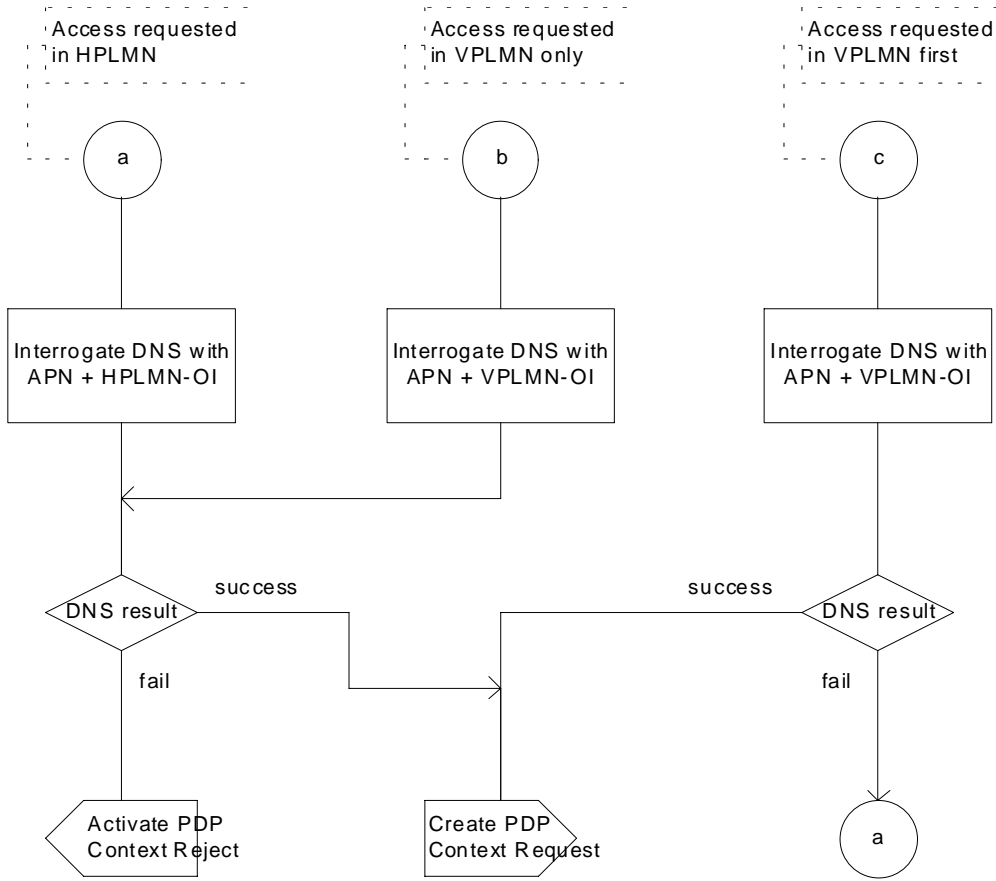 Access requested
in HPLMN
Access requested
in VPLMN only
Access requested
in VPLMN first
a
b
c
Interrogate DNS with
APN + HPLMN-OI
Interrogate DNS with
APN + VPLMN-OI
Interrogate DNS with
APN + VPLMN-OI
DNS result
success
success
DNS result
fail
fail
Activate PDP
Context Reject
Create PDP
Context Request
a